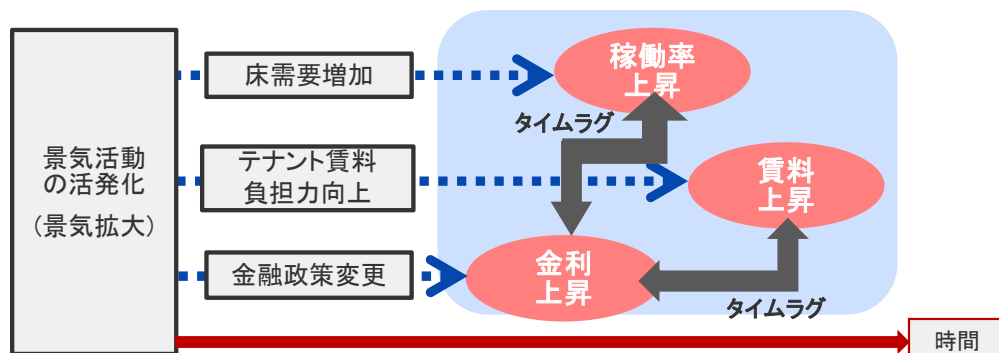 景気活動
の活発化
（景気拡大）
床需要増加
稼働率
上昇
タイムラグ
テナント賃料
負担力向上
賃料
上昇
金融政策変更
金利
上昇
タイムラグ
時間